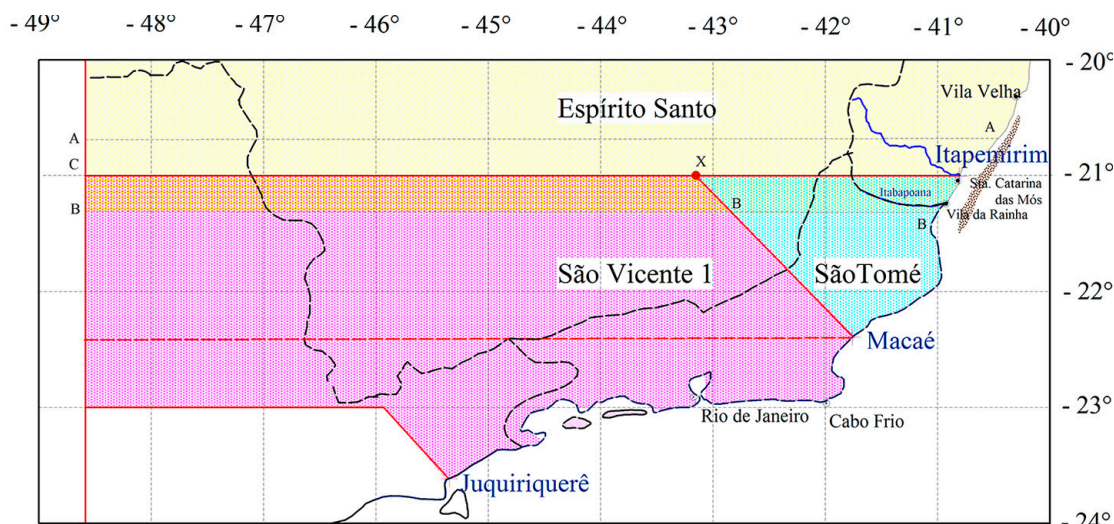 - 49° - 47° - 46° - 45° - 44° - 43° - 42° - 41° - 40°
- 20°
Vila Velha
Espírito Santo
A A
Itapemirim
C X
- 21°
Sta. Catarina
das Mós
Itabapoana
B B Vila da Rainha
B
São Vicente 1 SãoTomé
- 22°
Macaé
- 23°
Rio de Janeiro Cabo Frio
Juquiriquerê
- 24°